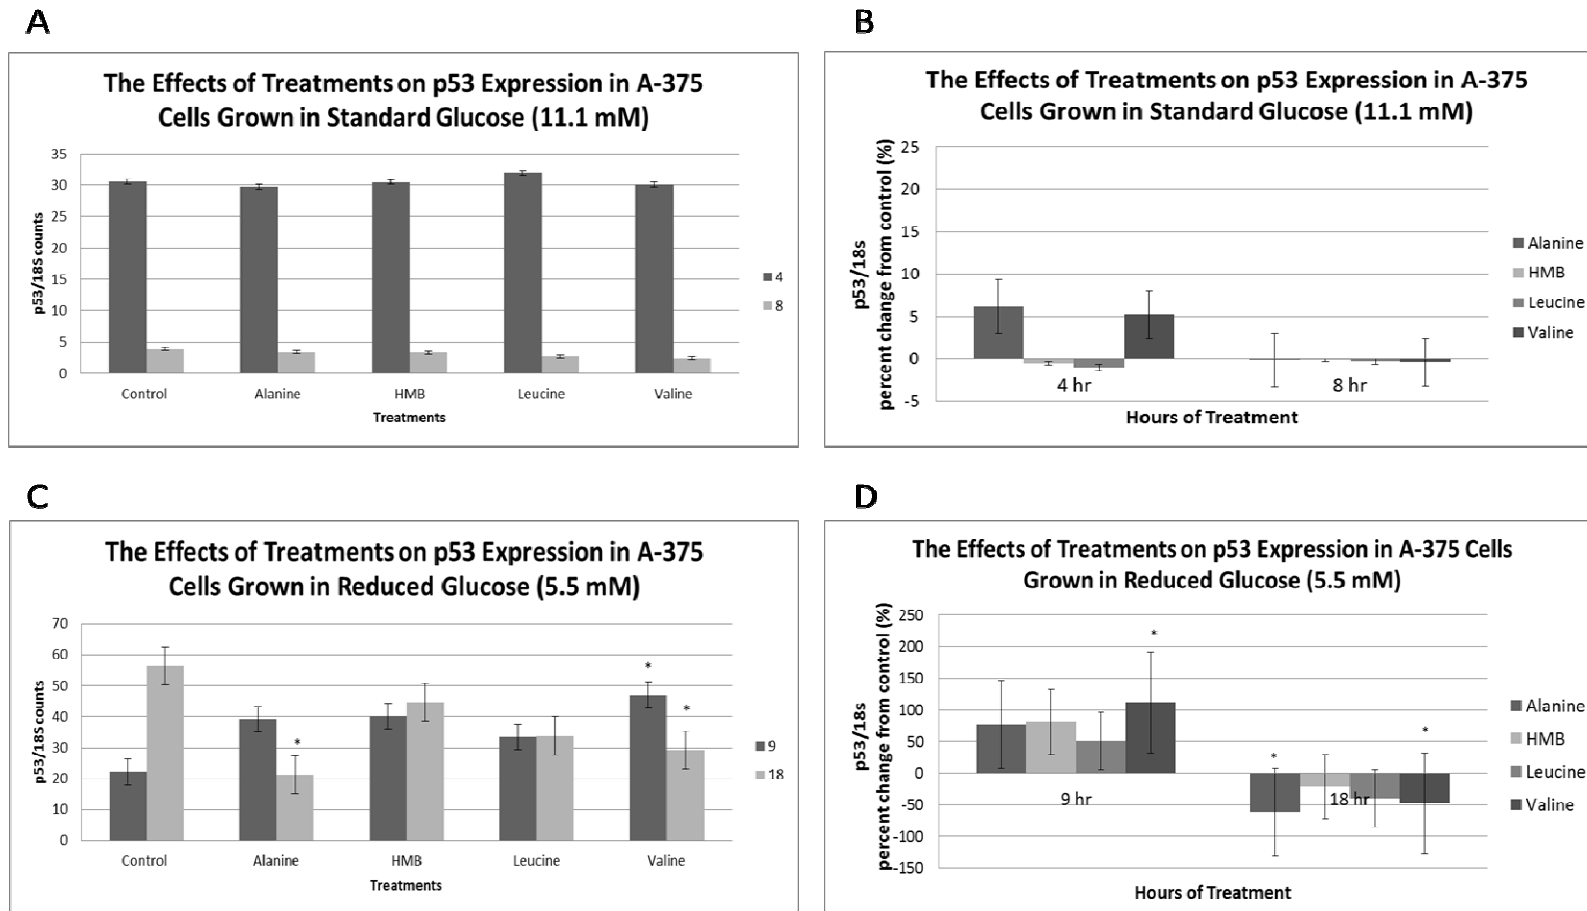 A
The Effects of Treatments on p53 Expression in A-375
Cells Grown in Standard Glucose (11.1 mM)
35
30
25
20
15
10
5
0
p53/18S counts
Control Alanine HMB Leucine Valine
Treatments
4
8
B
The Effects of Treatments on p53 Expression in A-375
Cells Grown in Standard Glucose (11.1 mM)
25
20
15
10
5
0
-5
p53/18s
percent change from control (%)
4 hr 8 hr
Hours of Treatment
Alanine
HMB
Leucine
Valine
C
The Effects of Treatments on p53 Expression in A-375
Cells Grown in Reduced Glucose (5.5 mM)
70
60
50
40
30
20
10
0
p53/18S counts
* * *
Control Alanine HMB Leucine Valine
Treatments
9
18
D
The Effects of Treatments on p53 Expression in A-375 Cells
Grown in Reduced Glucose (5.5 mM)
250
200
150
100
50
0
-50
-100
-150
p53/18s
percent change from control (%)
* * *
9 hr 18 hr
Hours of Treatment
Alanine
HMB
Leucine
Valine